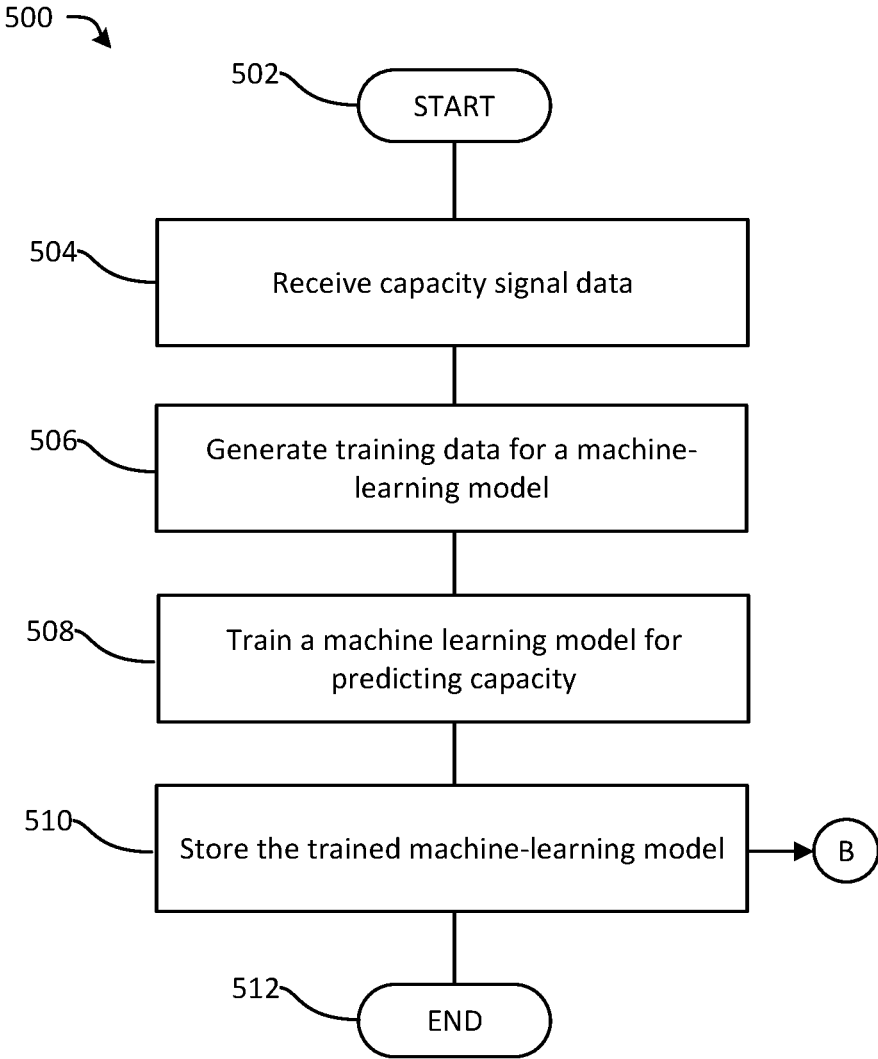 500
502
START
504
Receive capacity signal data
506
Generate training data for a machine-
learning model
508
Train a machine learning model for
predicting capacity
510
Store the trained machine-learning model
B
512
END